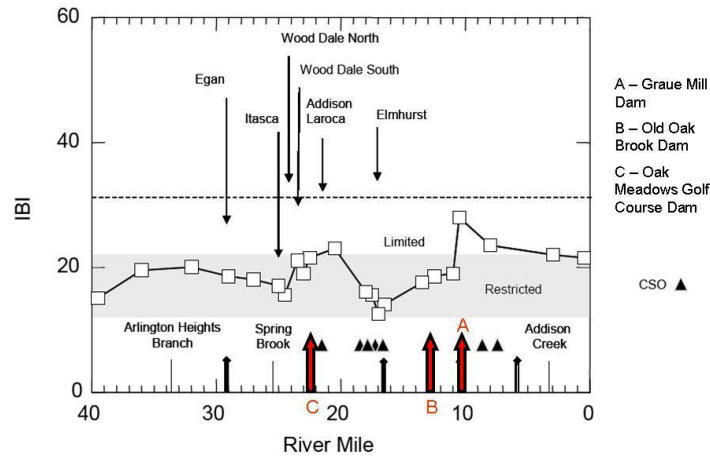 60
40
20
0
IBI
Wood Dale North
Wood Dale South
Egan
Itasca
Addison
Laroca
Elmhurst
Limited
Restricted
Arlington Heights
Branch
Spring
Brook
A
Addison
Creek
C
B
40
30
20
10
0
River Mile
A – Graue Mill
Dam
B – Old Oak
Brook Dam
C – Oak
Meadows Golf
Course Dam
CSO